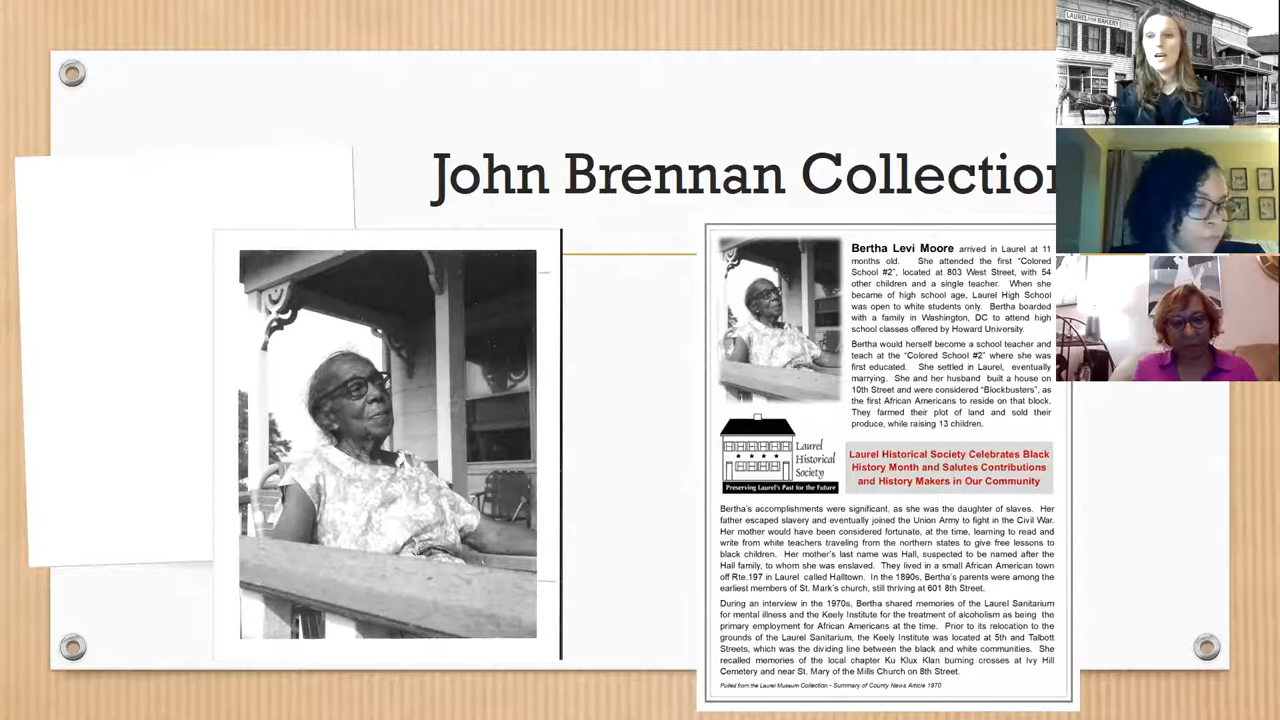 LAUREL BAKERY
John Brennan Collection
Bertha Levi Moore arrived in Laurel at 11
months old. She attended the first “Colored
School #2”, located at 803 West Street, with 54
other children and a single teacher. When she
became of high school age, Laurel High School
was open to white students only. Bertha boarded
with a family in Washington, DC to attend high
school classes offered by Howard University.
Bertha would herself become a school teacher and
teach at the “Colored School #2” where she was
first educated. She settled in Laurel, eventually
marrying. She and her husband built a house on
10th Street and were considered “Blockbusters”, as
the first African Americans to reside on that block.
They farmed their plot of land and sold their
produce, while raising 13 children.
Laurel
Historical
Society
Preserving Laurel's Past for the Future
Laurel Historical Society Celebrates Black
History Month and Salutes Contributions
and History Makers in Our Community
Bertha’s accomplishments were significant, as she was the daughter of slaves. Her
father escaped slavery and eventually joined the Union Army to fight in the Civil War.
Her mother would have been considered fortunate, at the time, learning to read and
write from white teachers traveling from the northern states to give free lessons to
black children. Her mother’s last name was Hall, suspected to be named after the
Hall family, to whom she was enslaved. They lived in a small African American town
off Rte.197 in Laurel called Halltown. In the 1890s, Bertha’s parents were among the
earliest members of St. Mark’s church, still thriving at 601 8th Street.
During an interview in the 1970s, Bertha shared memories of the Laurel Sanitarium
for mental illness and the Keely Institute for the treatment of alcoholism as being the
primary employment for African Americans at the time. Prior to its relocation to the
grounds of the Laurel Sanitarium, the Keely Institute was located at 5th and Talbott
Streets, which was the dividing line between the black and white communities. She
recalled memories of the local chapter Ku Klux Klan burning crosses at Ivy Hill
Cemetery and near St. Mary of the Mills Church on 8th Street.
Pulled from the Laurel Museum Collection - Summary of County News Article 1970